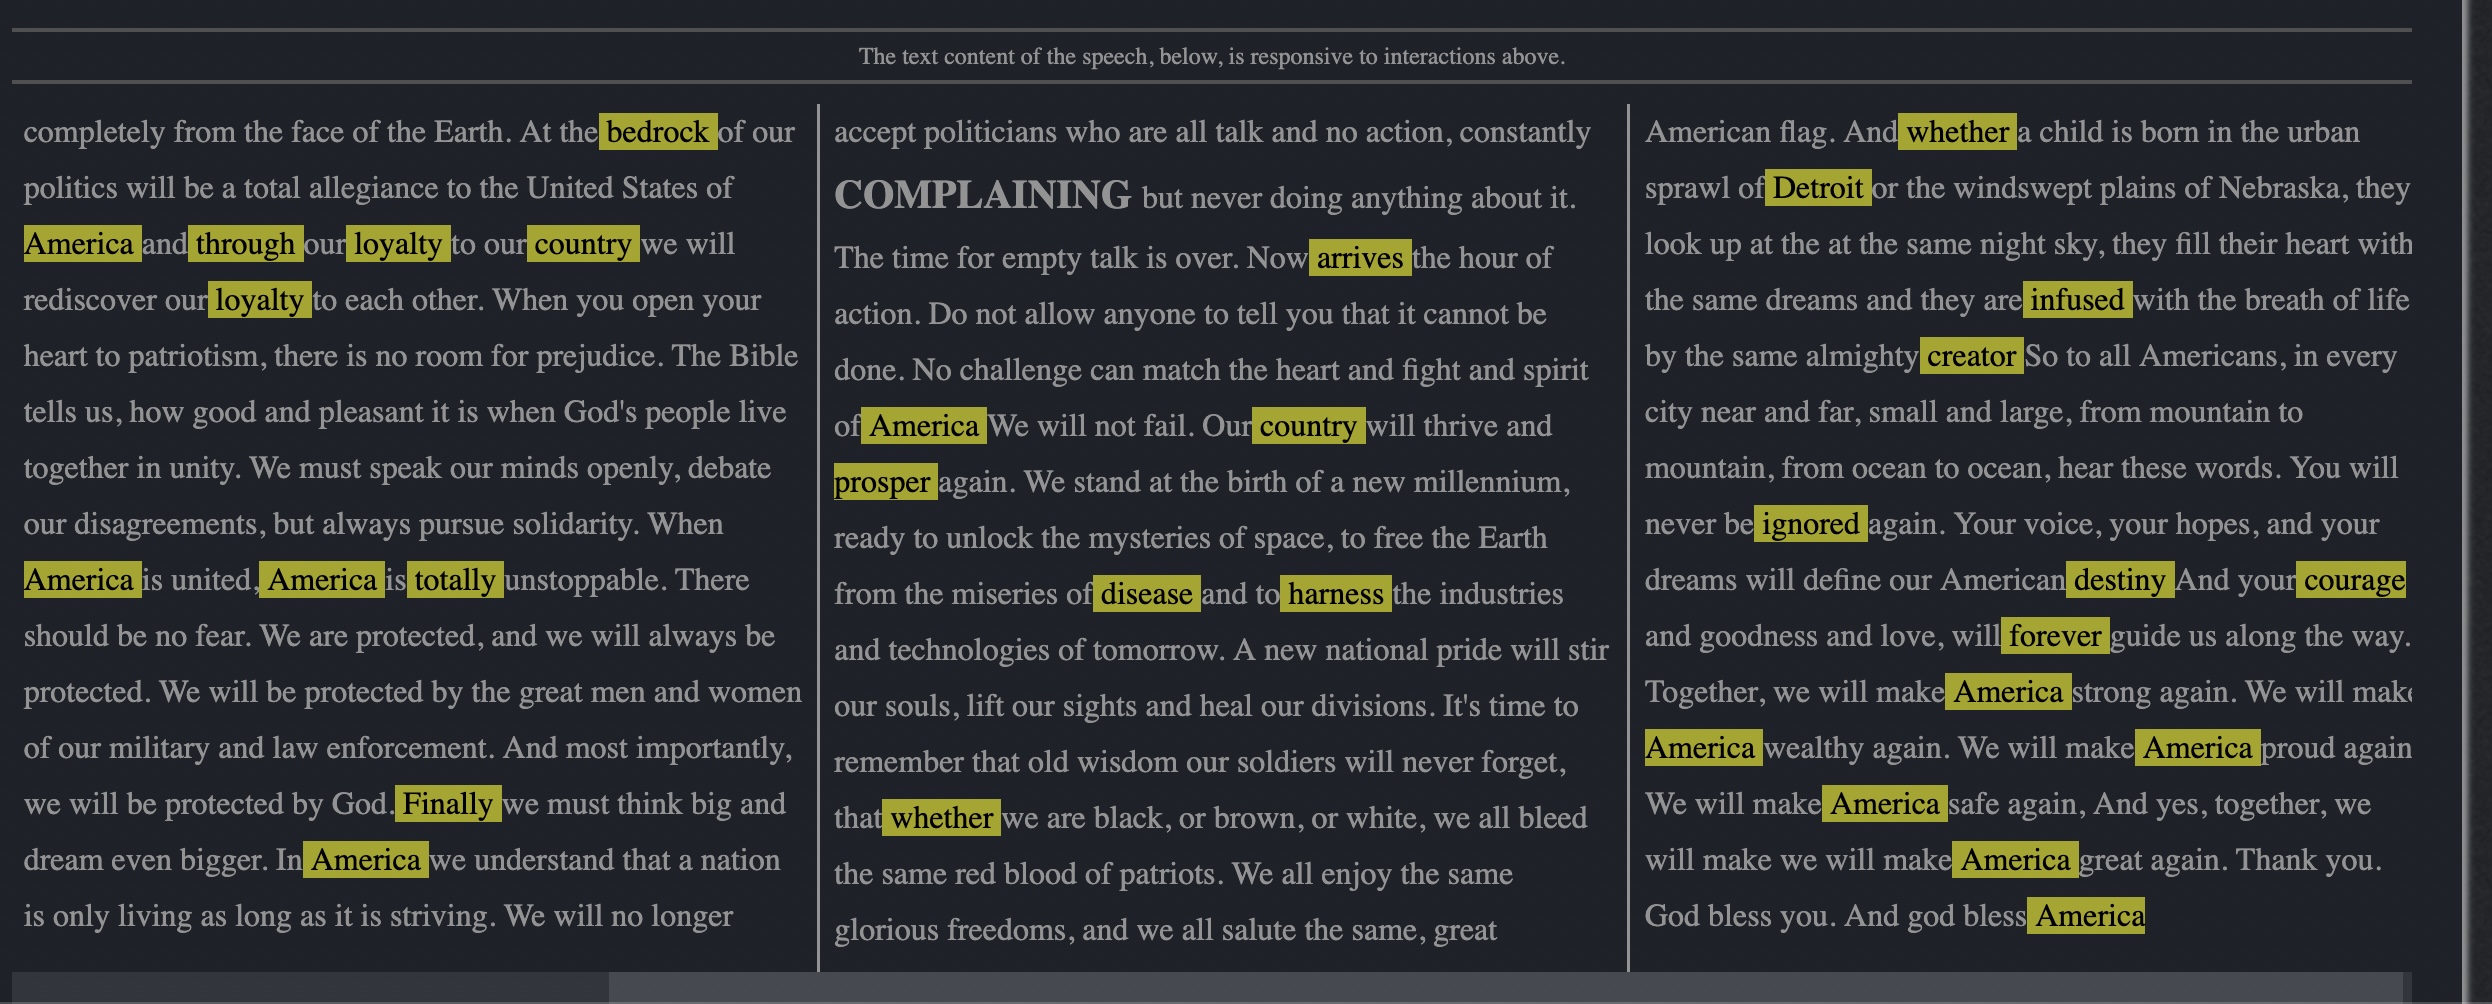 The text content of the speech, below, is responsive to interactions above.
completely from the face of the Earth. At the bedrock of our
politics will be a total allegiance to the United States of
America and through our loyalty to our country we will
rediscover our loyalty to each other. When you open your
heart to patriotism, there is no room for prejudice. The Bible
tells us, how good and pleasant it is when God's people live
together in unity. We must speak our minds openly, debate
our disagreements, but always pursue solidarity. When
America is united, America is totally unstoppable. There
should be no fear. We are protected, and we will always be
protected. We will be protected by the great men and women
of our military and law enforcement. And most importantly,
we will be protected by God. Finally we must think big and
dream even bigger. In America we understand that a nation
is only living as long as it is striving. We will no longer
accept politicians who are all talk and no action, constantly
COMPLAINING but never doing anything about it.
The time for empty talk is over. Now arrives the hour of
action. Do not allow anyone to tell you that it cannot be
done. No challenge can match the heart and fight and spirit
of America We will not fail. Our country will thrive and
prosper again. We stand at the birth of a new millennium,
ready to unlock the mysteries of space, to free the Earth
from the miseries of disease and to harness the industries
and technologies of tomorrow. A new national pride will stir
our souls, lift our sights and heal our divisions. It's time to
remember that old wisdom our soldiers will never forget,
that whether we are black, or brown, or white, we all bleed
the same red blood of patriots. We all enjoy the same
glorious freedoms, and we all salute the same, great
American flag. And whether a child is born in the urban
sprawl of Detroit or the windswept plains of Nebraska, they
look up at the at the same night sky, they fill their heart with
the same dreams and they are infused with the breath of life
by the same almighty creator So to all Americans, in every
city near and far, small and large, from mountain to
mountain, from ocean to ocean, hear these words. You will
never be ignored again. Your voice, your hopes, and your
dreams will define our American destiny And your courage
and goodness and love, will forever guide us along the way.
Together, we will make America strong again. We will make
America wealthy again. We will make America proud again
We will make America safe again, And yes, together, we
will make we will make America great again. Thank you.
God bless you. And god bless America